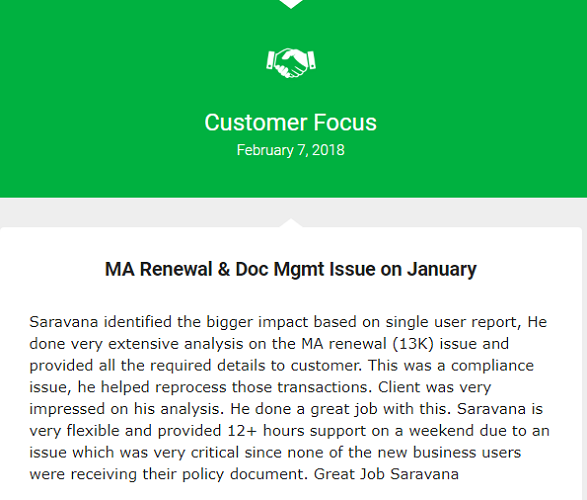 Customer Focus
February 7, 2018
MA Renewal & Doc Mgmt Issue on January
Saravana identified the bigger impact based on single user report, He
done very extensive analysis on the MA renewal (13K) issue and
provided all the required details to customer. This was a compliance
issue, he helped reprocess those transactions. Client was very
impressed on his analysis. He done a great job with this. Saravana is
very flexible and provided 12+ hours support on a weekend due to an
issue which was very critical since none of the new business users
were receiving their policy document. Great Job Saravana